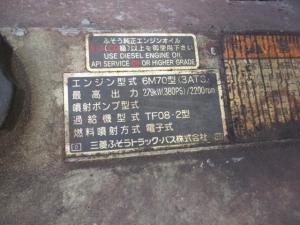 ふそう純正エンジンオイル
以上を御使用下さい
USE DIESEL ENGINE OIL
API SERVICE OR HIGHER GRADE
エンジン型式 6M70型(3AT3)
最高出力 279kW(380PS)/2200rpm
噴射ポンプ型式
過給機型式 TF08-2型
燃料噴射方式 電子式
三菱ふそうトラック・バス株式会社